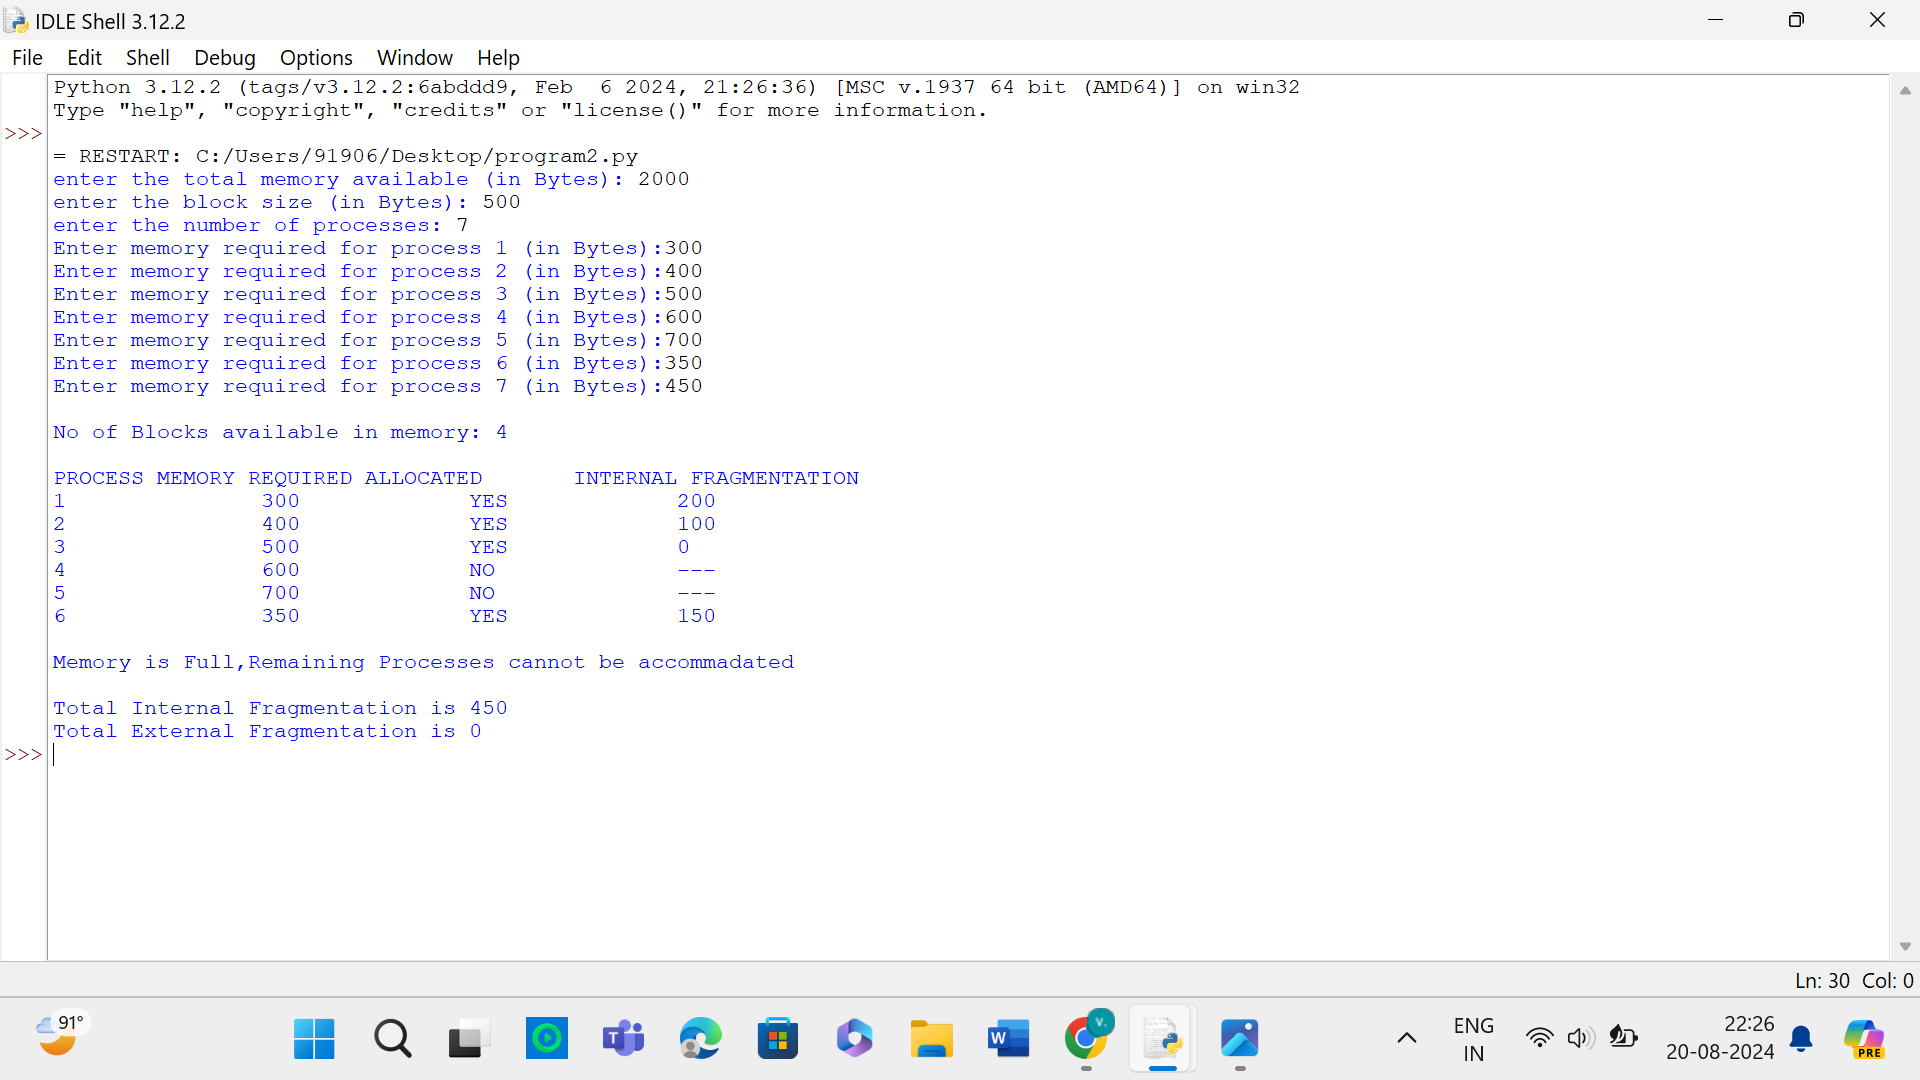 IDLE Shell 3.12.2
File Edit Shell Debug Options Window Help
Python 3.12.2 (tags/v3.12.2:6abddd9, Feb  6 2024, 21:26:36) [MSC v.1937 64 bit (AMD64)] on win32
Type "help", "copyright", "credits" or "license()" for more information.
>>>
= RESTART: C:/Users/91906/Desktop/program2.py
enter the total memory available (in Bytes): 2000
enter the block size (in Bytes): 500
enter the number of processes: 7
Enter memory required for process 1 (in Bytes):300
Enter memory required for process 2 (in Bytes):400
Enter memory required for process 3 (in Bytes):500
Enter memory required for process 4 (in Bytes):600
Enter memory required for process 5 (in Bytes):700
Enter memory required for process 6 (in Bytes):350
Enter memory required for process 7 (in Bytes):450
No of Blocks available in memory: 4
PROCESS MEMORY REQUIRED ALLOCATED INTERNAL FRAGMENTATION
1 300 YES 200
2 400 YES 100
3 500 YES 0
4 600 NO ---
5 700 NO ---
6 350 YES 150
Memory is Full,Remaining Processes cannot be accommadated
Total Internal Fragmentation is 450
Total External Fragmentation is 0
>>>
Ln: 30 Col: 0
91°
T
W
V.
ENG
IN
22:26
20-08-2024
PRE